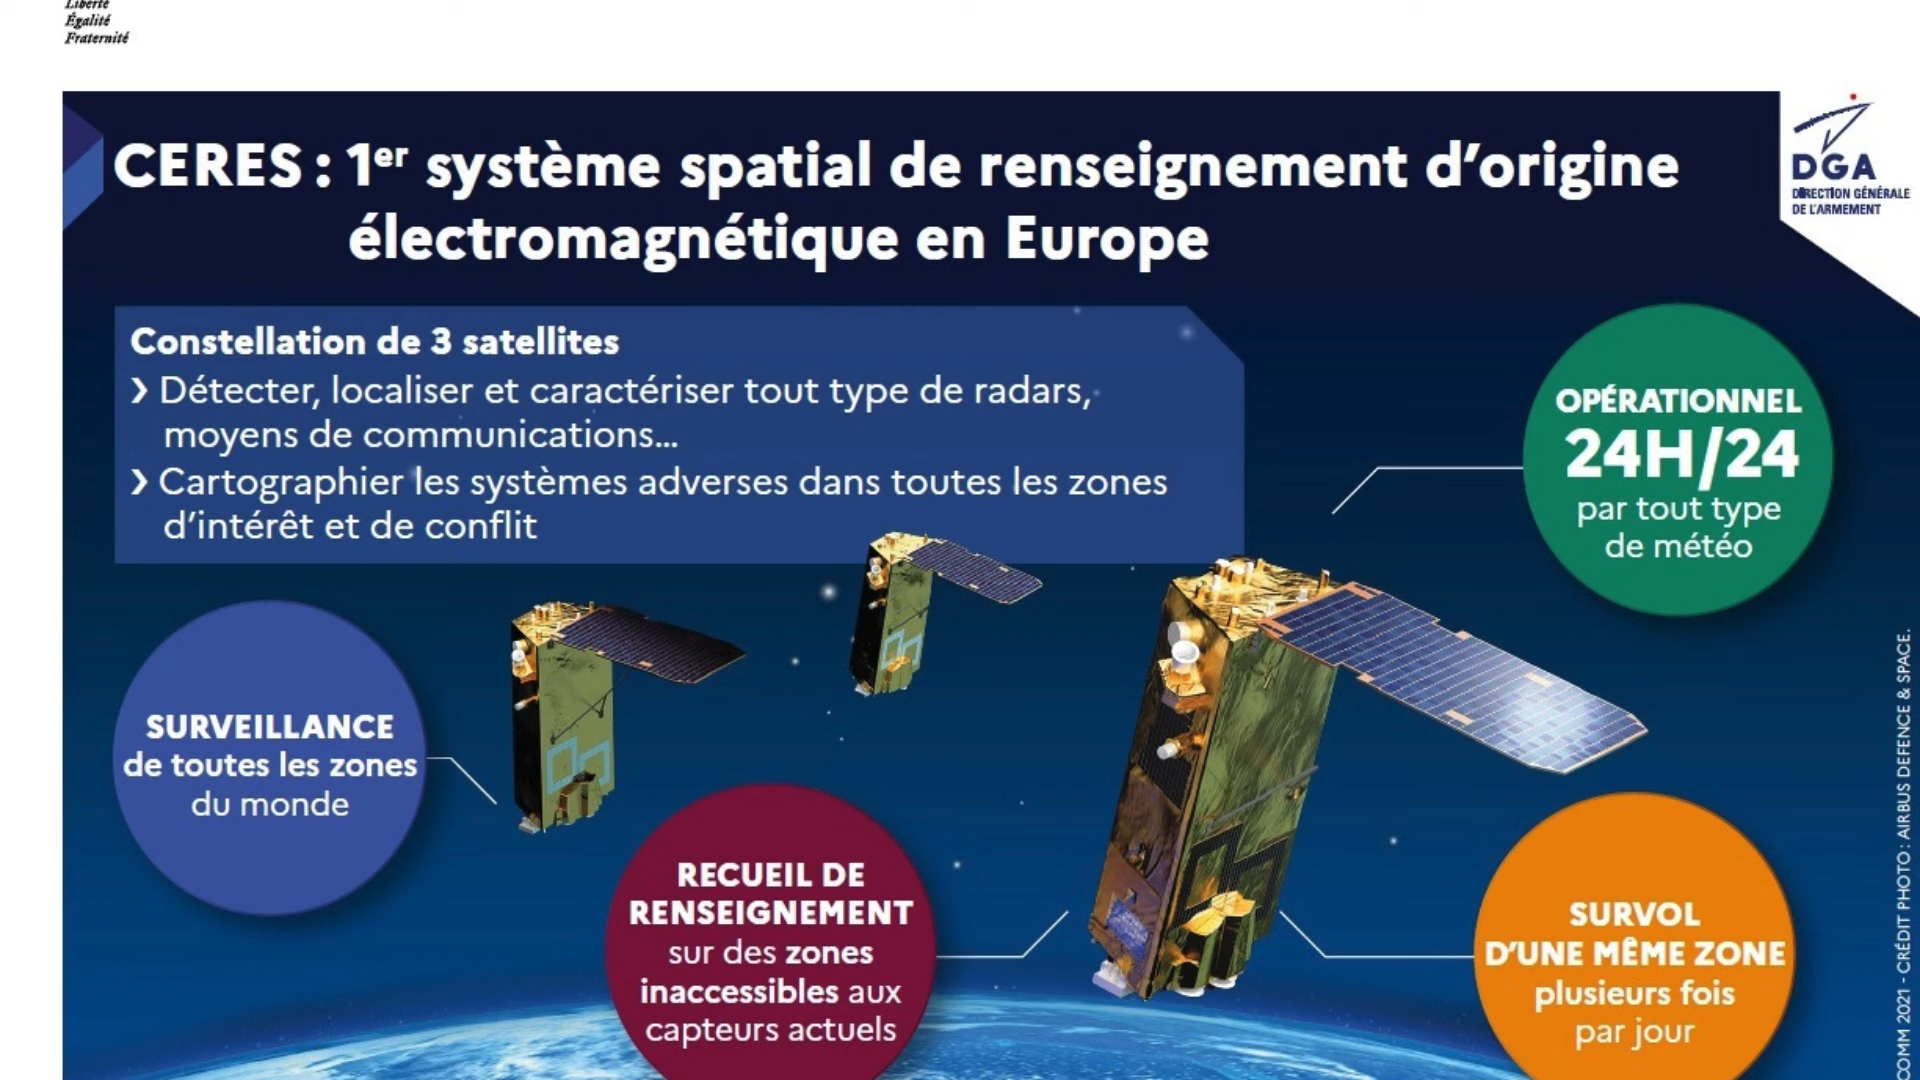 Liberté
Égalité
Fraternité
CERES : 1er système spatial de renseignement d’origine
électromagnétique en Europe
DGA
DIRECTION GÉNÉRALE
DE L’ARMEMENT
Constellation de 3 satellites
❯ Détecter, localiser et caractériser tout type de radars,
moyens de communications...
❯ Cartographier les systèmes adverses dans toutes les zones
d’intérêt et de conflit
OPÉRATIONNEL
24H/24
par tout type
de météo
SURVEILLANCE
de toutes les zones
du monde
RECUEIL DE
RENSEIGNEMENT
sur des zones
inaccessibles aux
capteurs actuels
SURVOL
D’UNE MÊME ZONE
plusieurs fois
par jour
COMM 2021 - CRÉDIT PHOTO : AIRBUS DEFENCE & SPACE.